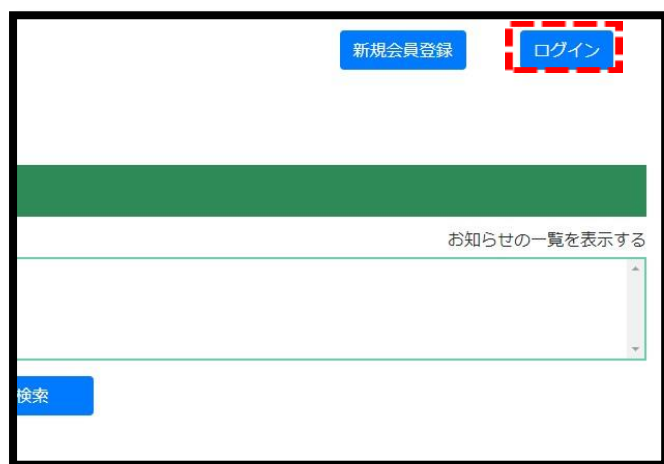 新規会員登録 ログイン
お知らせの一覧を表示する
検索